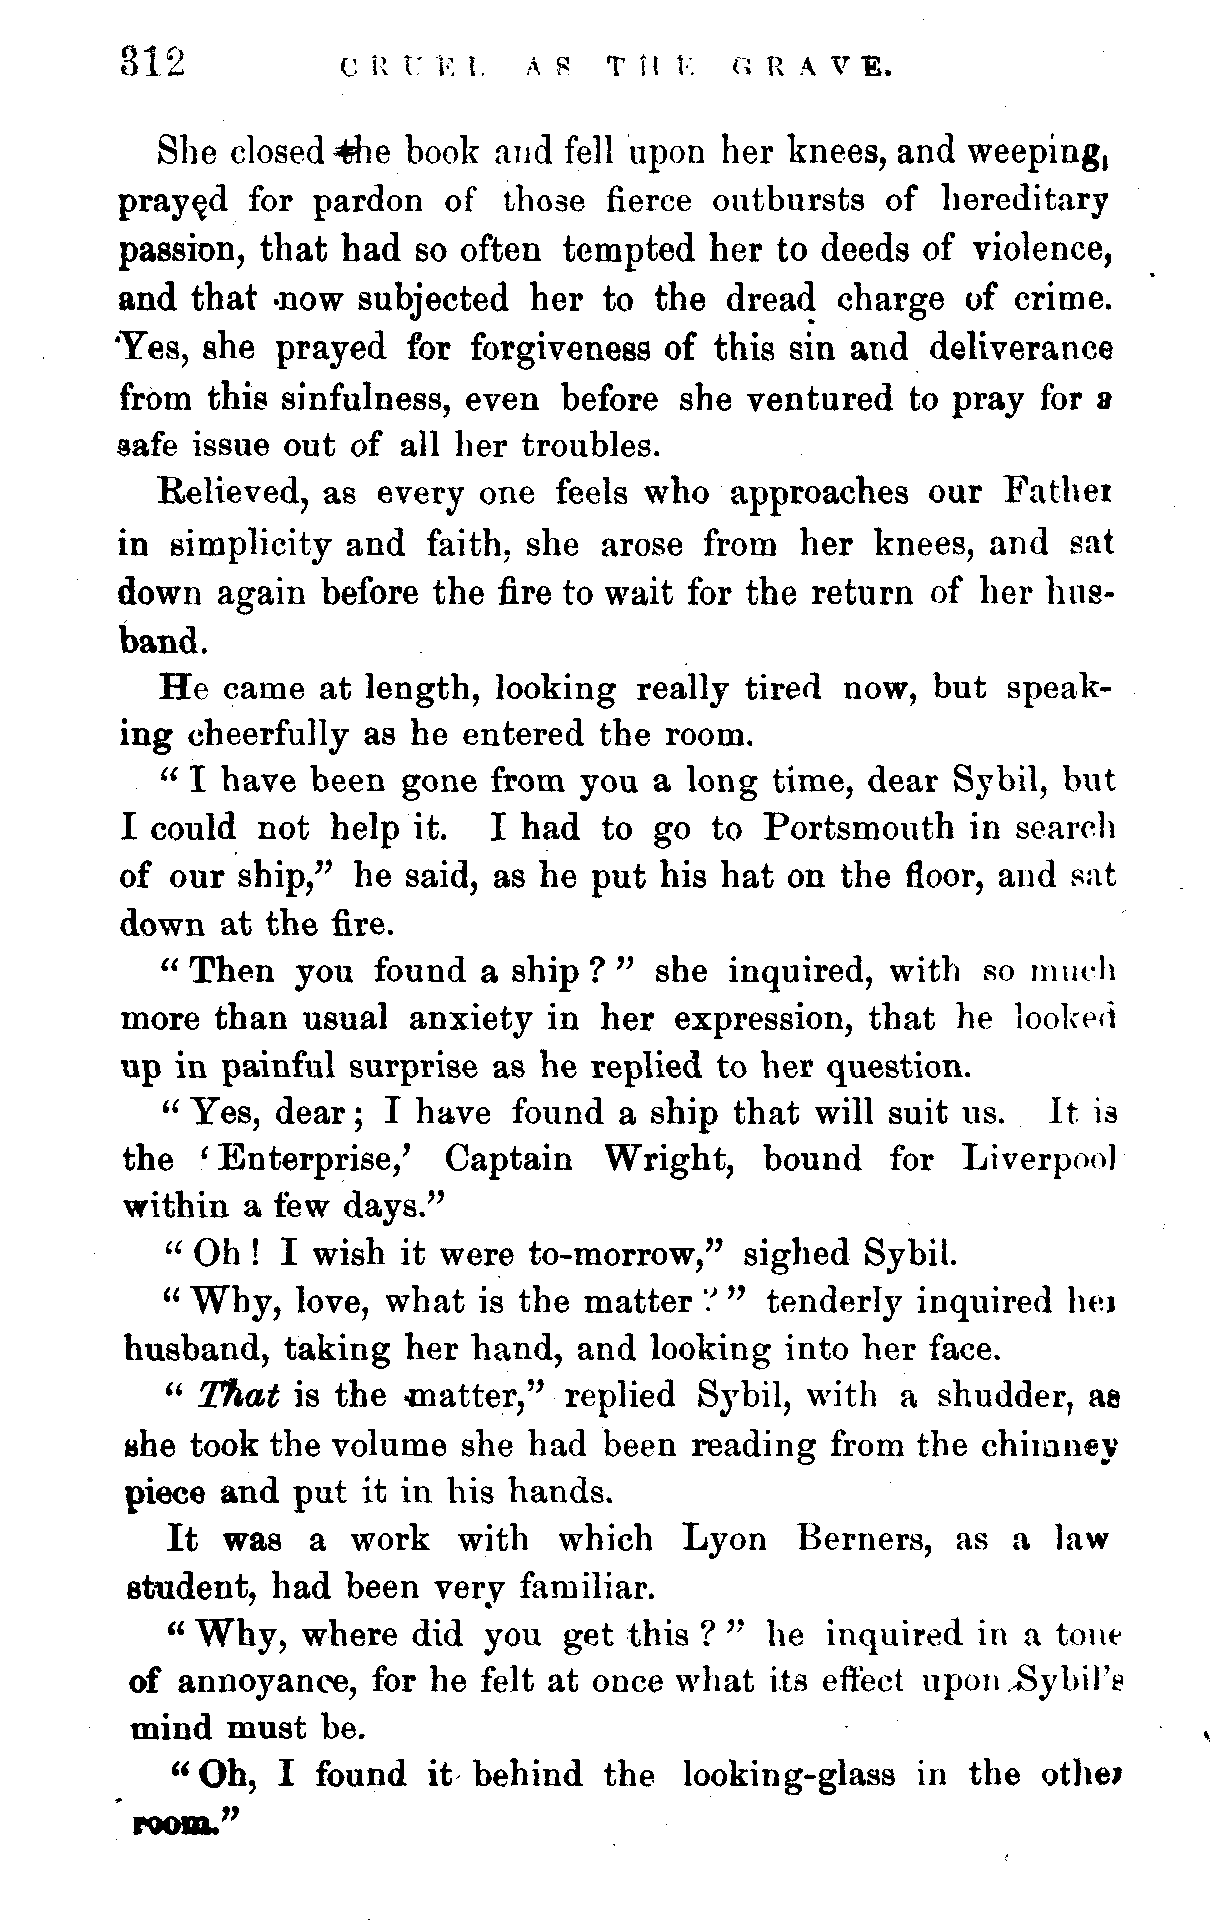 312 CRUEL AS THE GRAVE.
She closed the book and fell upon her knees, and weeping,
prayed for pardon of those fierce outbursts of hereditary
passion, that had so often tempted her to deeds of violence,
and that now subjected her to the dread charge of crime.
Yes, she prayed for forgiveness of this sin and deliverance
from this sinfulness, even before she ventured to pray for a
safe issue out of all her troubles.
Relieved, as every one feels who approaches our Father
in simplicity and faith, she arose from her knees, and sat
down again before the fire to wait for the return of her hus-
band.
He came at length, looking really tired now, but speak-
ing cheerfully as he entered the room.
"I have been gone from you a long time, dear Sybil, but
I could not help it. I had to go to Portsmouth in search
of our ship," he said, as he put his hat on the floor, and sat
down at the fire.
"Then you found a ship?" she inquired, with so much
more than usual anxiety in her expression, that he looked
up in painful surprise as he replied to her question.
"Yes, dear; I have found a ship that will suit us. It is
the 'Enterprise,' Captain Wright, bound for Liverpool
within a few days."
"Oh! I wish it were to-morrow," sighed Sybil.
"Why, love, what is the matter?" tenderly inquired her
husband, taking her hand, and looking into her face.
"That is the matter," replied Sybil, with a shudder, as
she took the volume she had been reading from the chimney
piece and put it in his hands.
It was a work with which Lyon Berners, as a law
student, had been very familiar.
"Why, where did you get this?" he inquired in a tone
of annoyance, for he felt at once what its effect upon Sybil's
mind must be.
"Oh, I found it behind the looking-glass in the other
room."